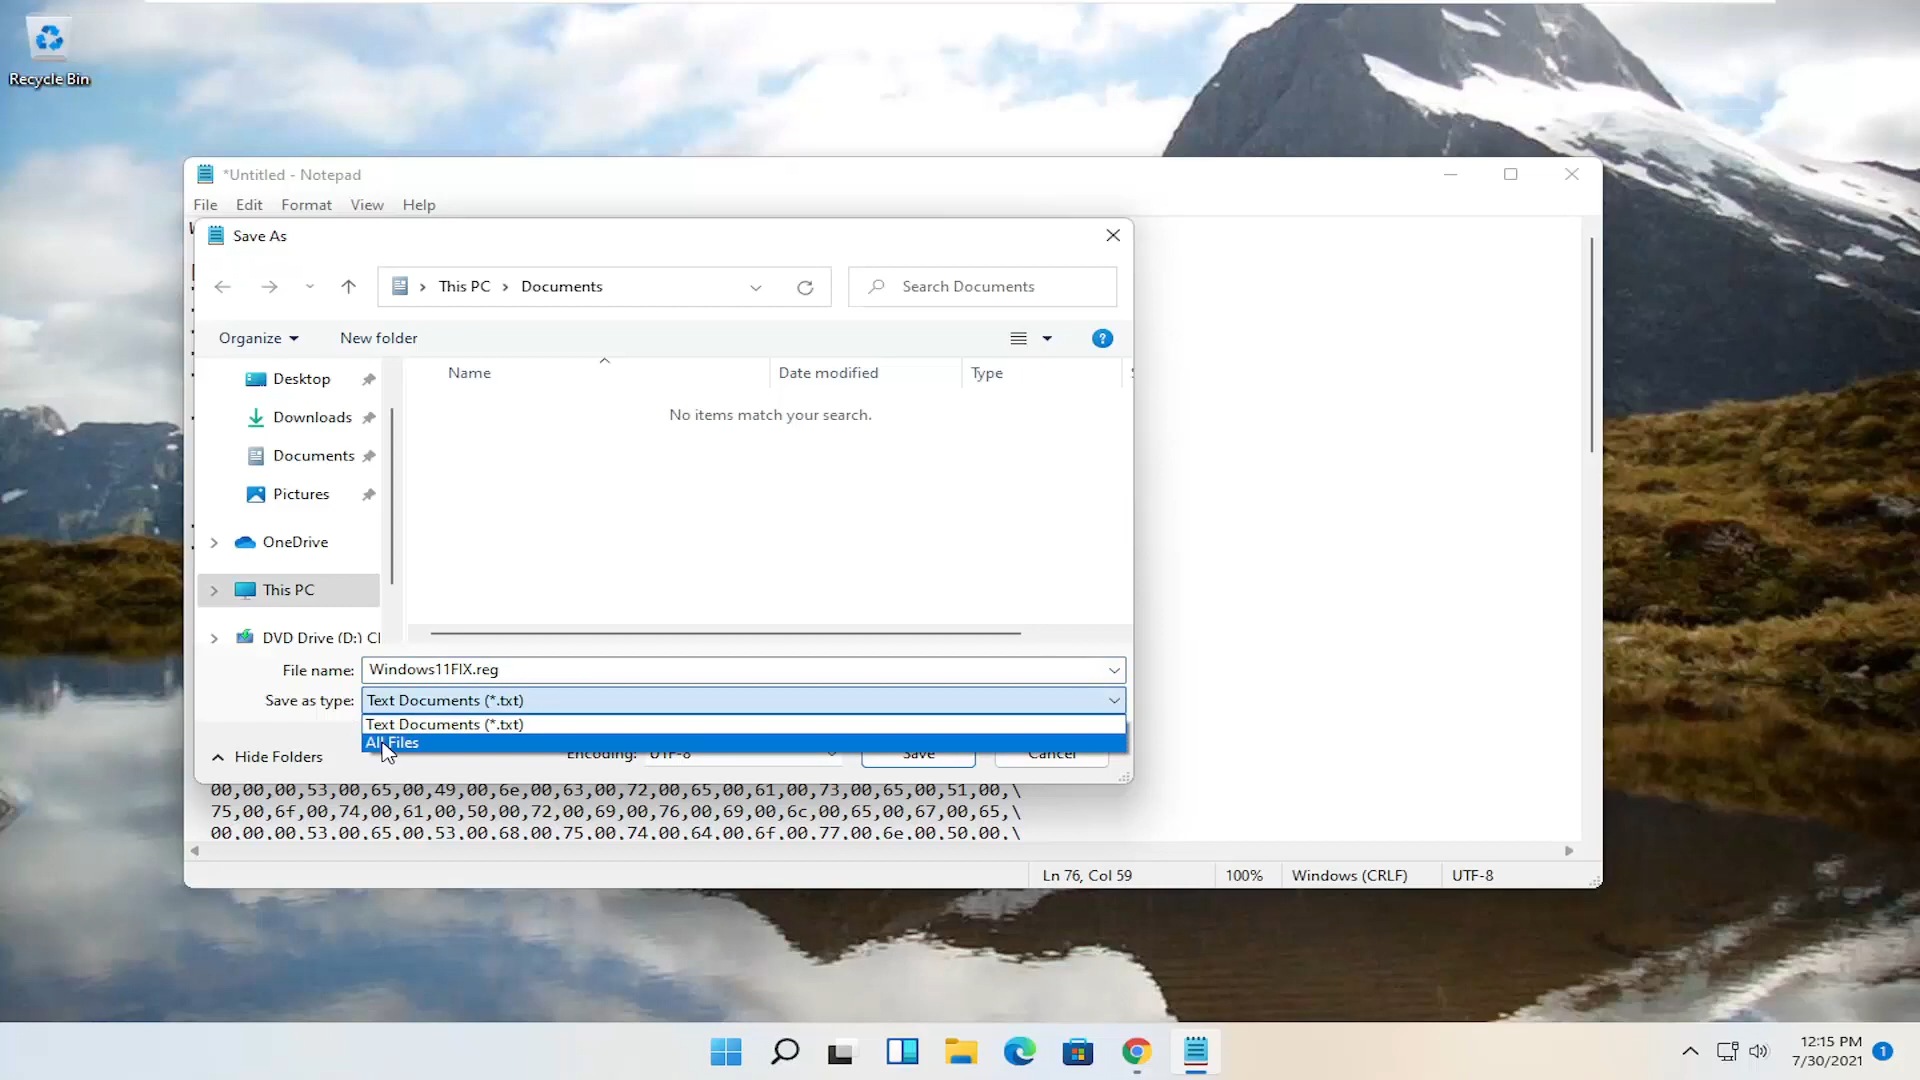 Recycle Bin
*Untitled - Notepad
File Edit Format View Help
Save As
This PC > Documents
Search Documents
Organize New folder
Name Date modified Type
Desktop
No items match your search.
Downloads
Documents
Pictures
OneDrive
This PC
DVD Drive (D:) C
File name: Windows11FIX.reg
Save as type: Text Documents (*.txt)
Text Documents (*.txt)
All Files
Hide Folders Encoding: UTF-8 Save Cancel
00,00,00,53,00,65,00,49,00,6e,00,63,00,72,00,65,00,61,00,73,00,65,00,51,00,\
75,00,6f,00,74,00,61,00,50,00,72,00,69,00,76,00,69,00,6c,00,65,00,67,00,65,\
00,00,00,53,00,65,00,53,00,68,00,75,00,74,00,64,00,6f,00,77,00,6e,00,50,00,\
Ln 76, Col 59 100% Windows (CRLF) UTF-8
12:15 PM
7/30/2021 1